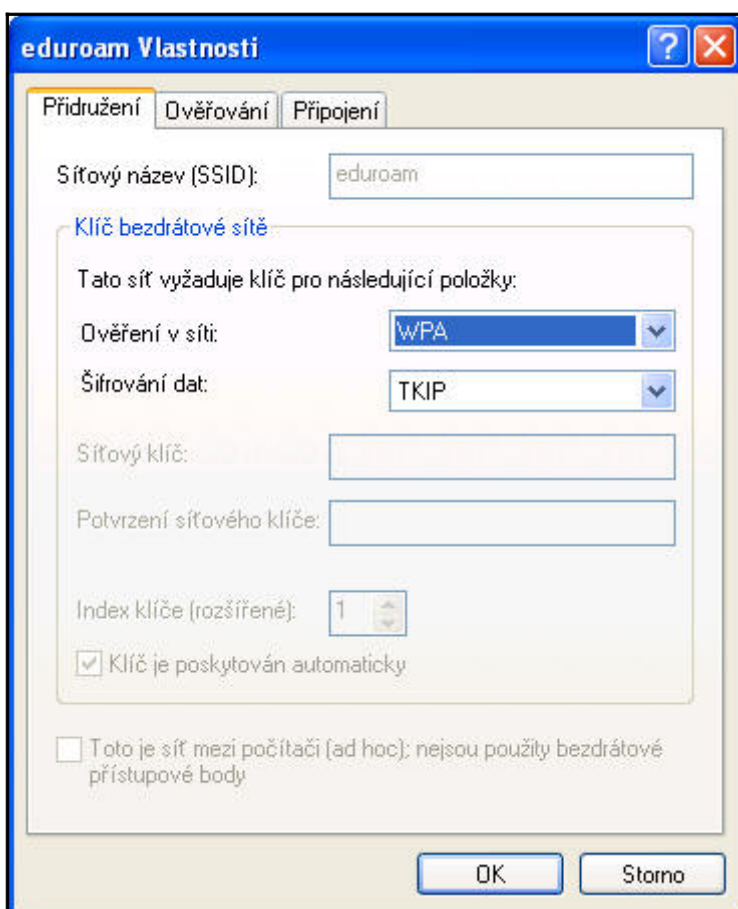 eduroam Vlastnosti
Přidružení Ověřování Připojení
Síťový název (SSID): eduroam
Klíč bezdrátové sítě
Tato síť vyžaduje klíč pro následující položky:
Ověření v síti: WPA
Šifrování dat: TKIP
Síťový klíč:
Potvrzení síťového klíče:
Index klíče (rozšířené): 1
Klíč je poskytován automaticky
Toto je síť mezi počítači (ad hoc); nejsou použity bezdrátové
přístupové body
OK Storno